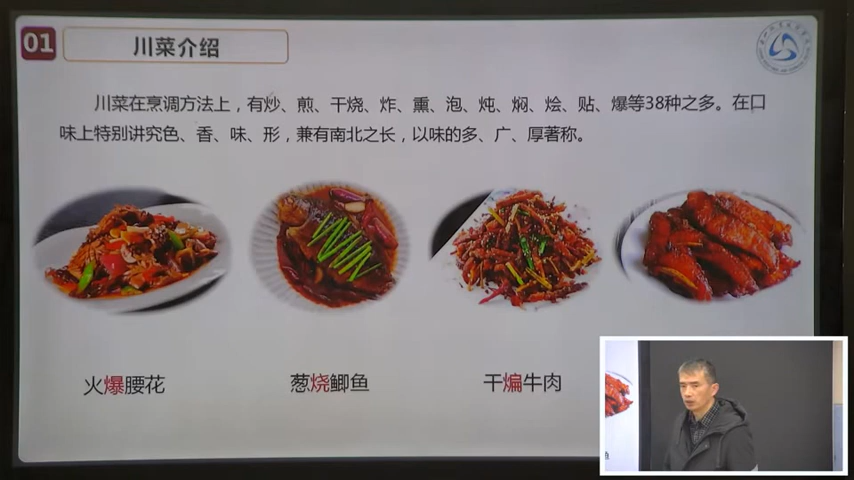 01
川菜介绍
川菜在烹调方法上，有炒、煎、干烧、炸、熏、泡、炖、焖、烩、贴、爆等38种之多。在口
味上特别讲究色、香、味、形，兼有南北之长，以味的多、广、厚著称。
火爆腰花
葱烧鲫鱼
干煸牛肉